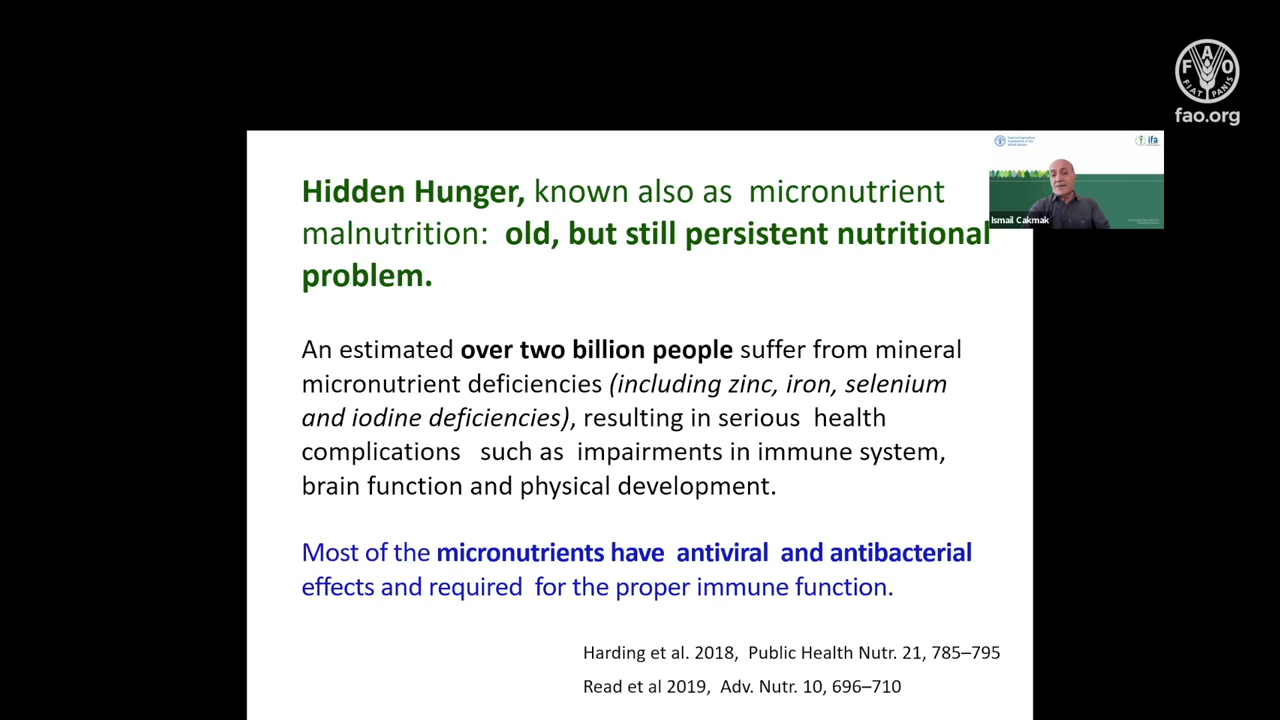 FAO
FIAT PANIS
fao.org
ifa
Ismail Cakmak
Hidden Hunger, known also as micronutrient
malnutrition: old, but still persistent nutritional
problem.
An estimated over two billion people suffer from mineral
micronutrient deficiencies (including zinc, iron, selenium
and iodine deficiencies), resulting in serious health
complications such as impairments in immune system,
brain function and physical development.
Most of the micronutrients have antiviral and antibacterial
effects and required for the proper immune function.
Harding et al. 2018, Public Health Nutr. 21, 785–795
Read et al 2019, Adv. Nutr. 10, 696–710